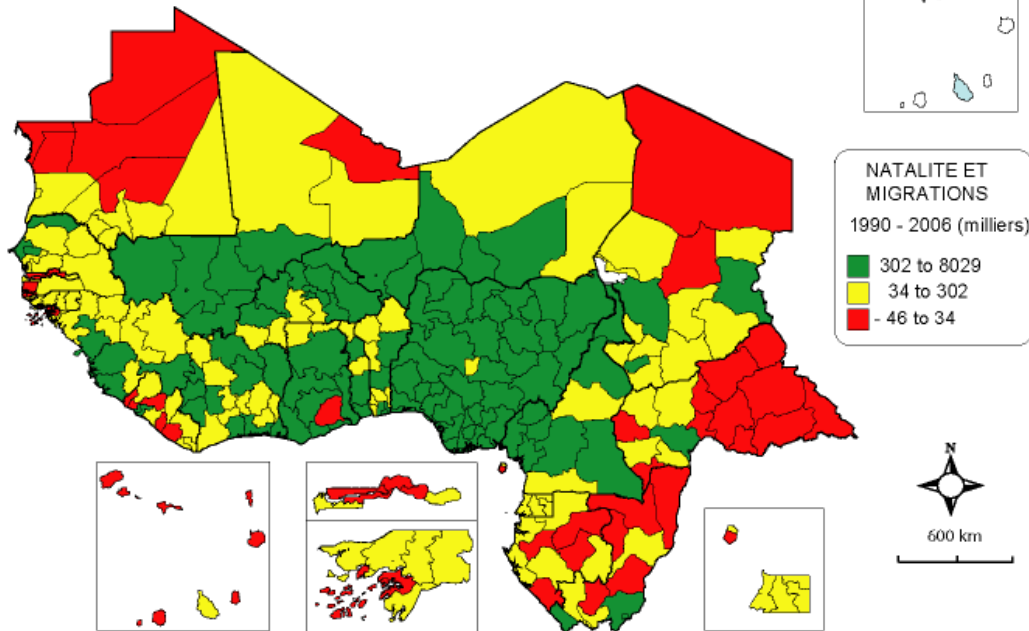 NATALITE ET
MIGRATIONS
1990 - 2006 (milliers)
302 to 8029
34 to 302
- 46 to 34
N
600 km